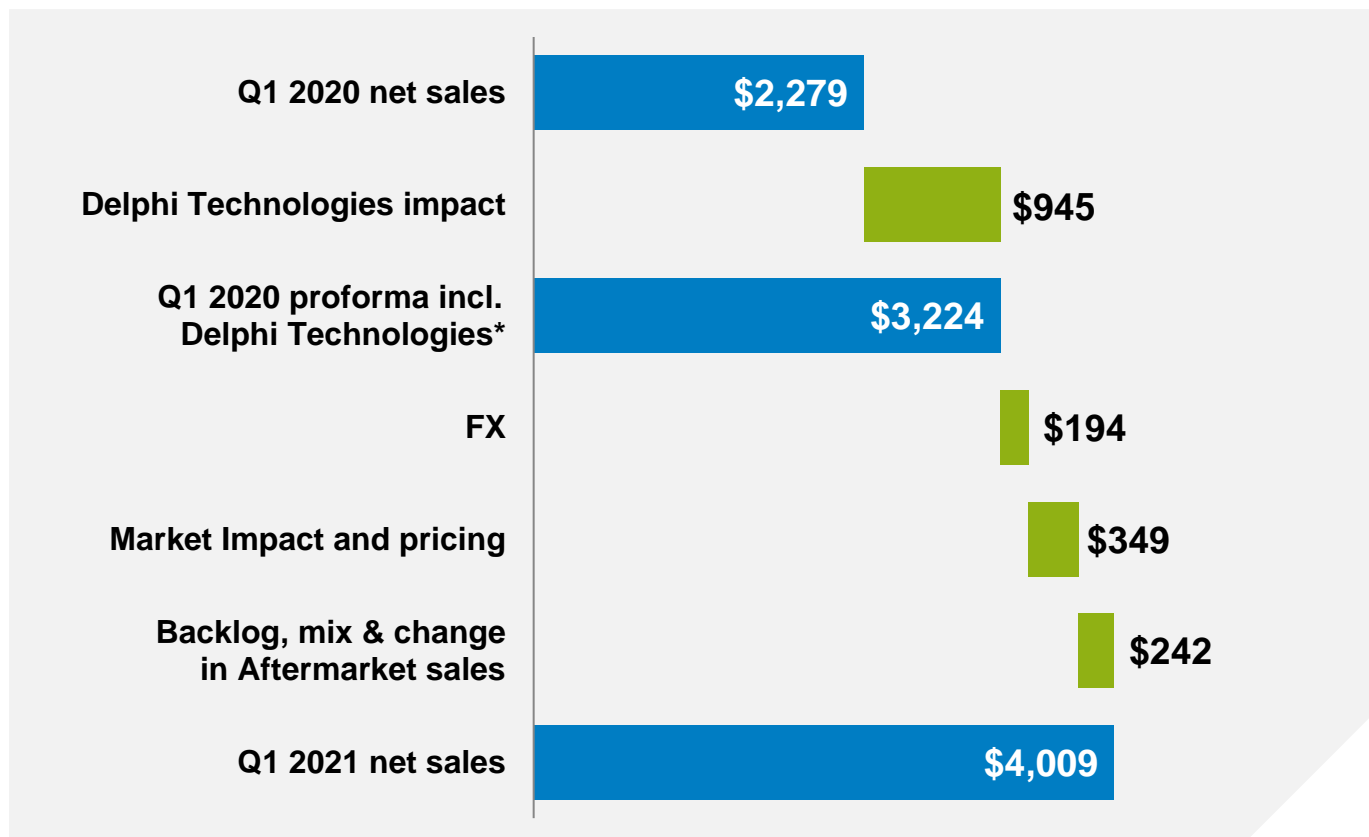 Q1 2020 net sales
$2,279
Delphi Technologies impact
$945
Q1 2020 proforma incl.
Delphi Technologies*
$3,224
FX
$194
Market Impact and pricing
$349
Backlog, mix & change
in Aftermarket sales
$242
Q1 2021 net sales
$4,009